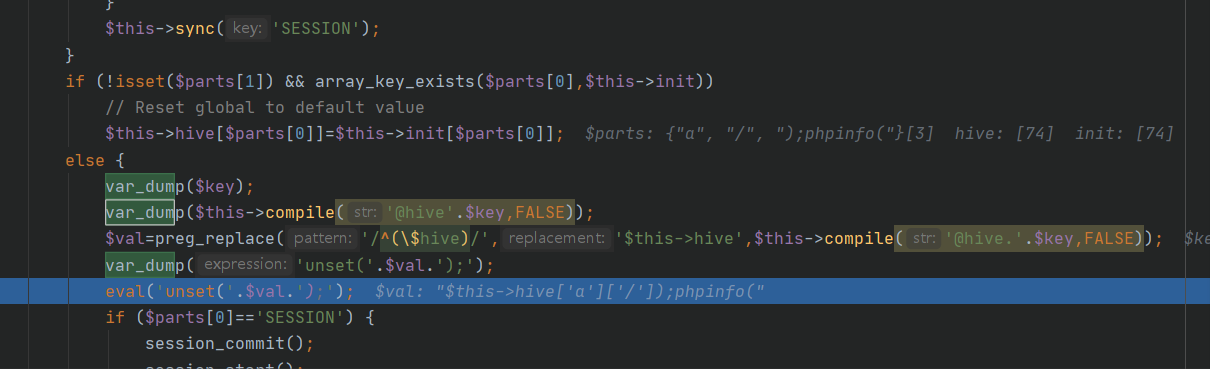 }
$this->sync( key: 'SESSION');
}
if (!isset($parts[1]) && array_key_exists($parts[0],$this->init))
// Reset global to default value
$this->hive[$parts[0]]=$this->init[$parts[0]]; $parts: {"a", "/", ");phpinfo("}[3] hive: [74] init: [74]
else {
var_dump($key);
var_dump($this->compile( str: '@hive'.$key,FALSE));
$val=preg_replace( pattern: '/^(\$hive)/', replacement: '$this->hive',$this->compile( str: '@hive.'.$key,FALSE)); $ke
var_dump( expression: 'unset('.$val.');');
eval('unset('.$val.');'); $val: "$this->hive['a']['/']);phpinfo("
if ($parts[0]=='SESSION') {
session_commit();